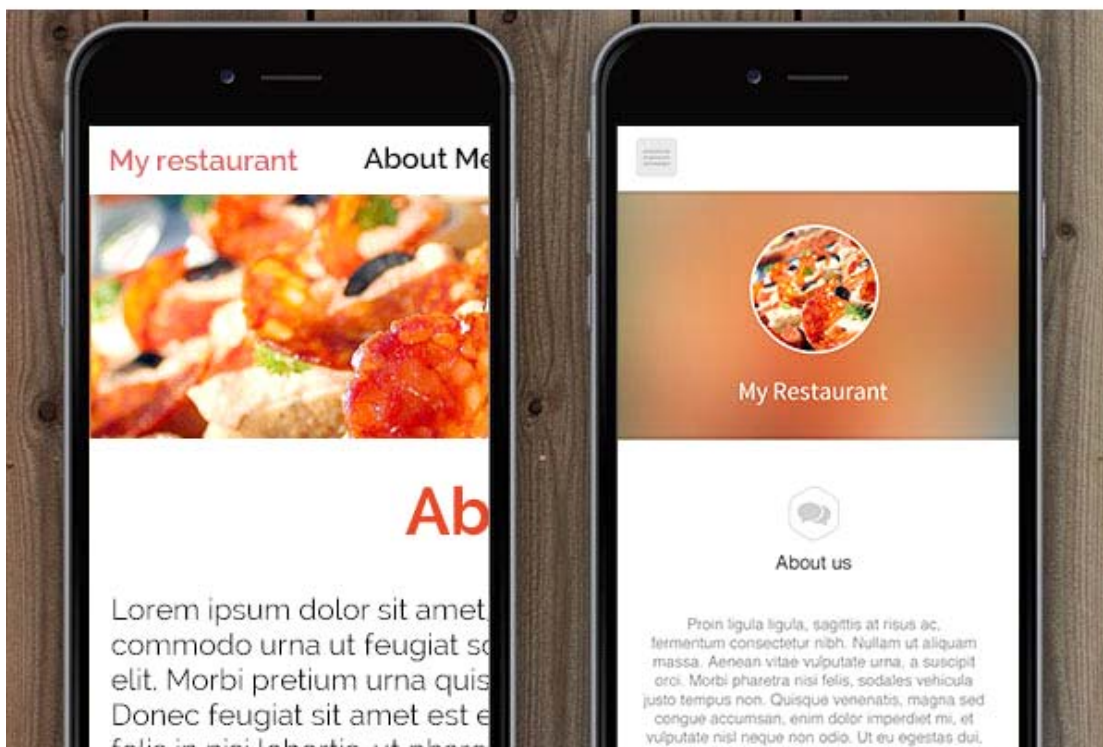 My restaurant
About Me
Ab
Lorem ipsum dolor sit amet,
commodo urna ut feugiat sc
elit. Morbi pretium urna quis
Donec feugiat sit amet est e
My Restaurant
About us
Proin ligula ligula, sagittis at risus ac,
fermentum consectetur nibh. Nullam ut aliquam
massa. Aenean vitae vulputate urna, a suscipit
orci. Morbi pharetra nisi felis, sodales vehicula
justo tempus non. Quisque venenatis, magna sed
congue accumsan, enim dolor imperdiet mi, et
vulputate nisl neque non odio. Ut eu egestas dui,